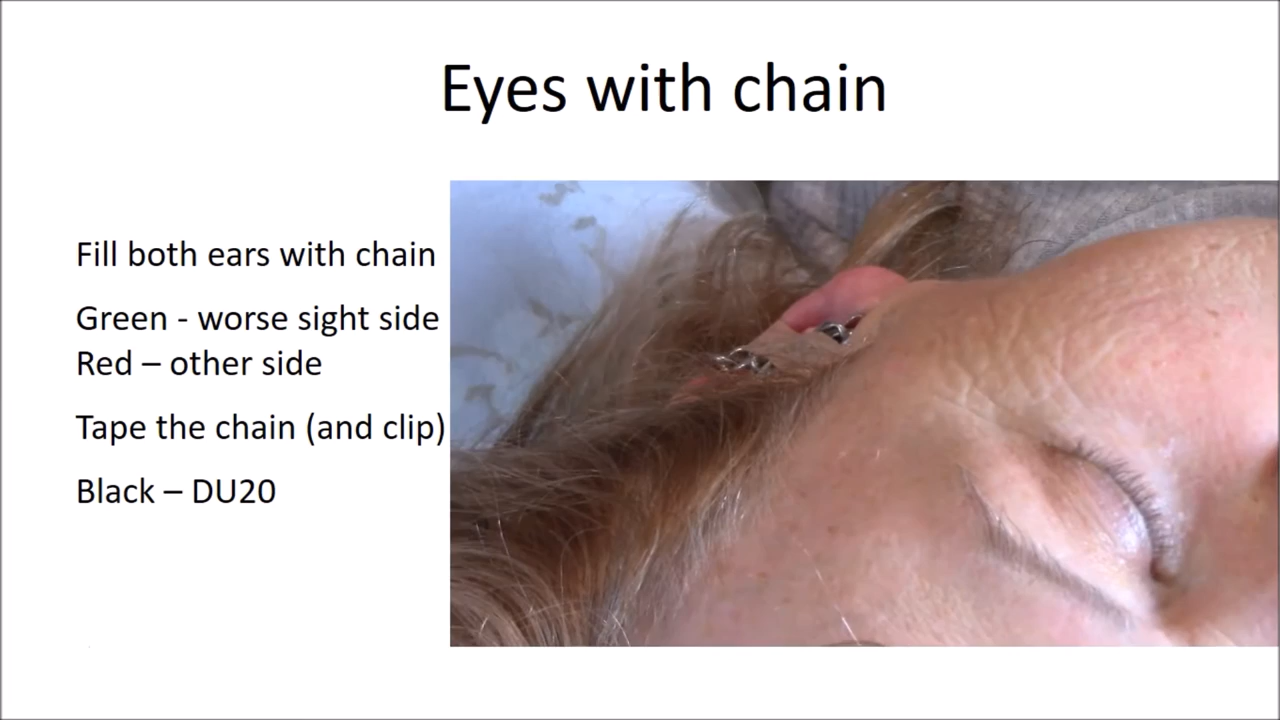 Eyes with chain
Fill both ears with chain
Green - worse sight side
Red – other side
Tape the chain (and clip)
Black – DU20